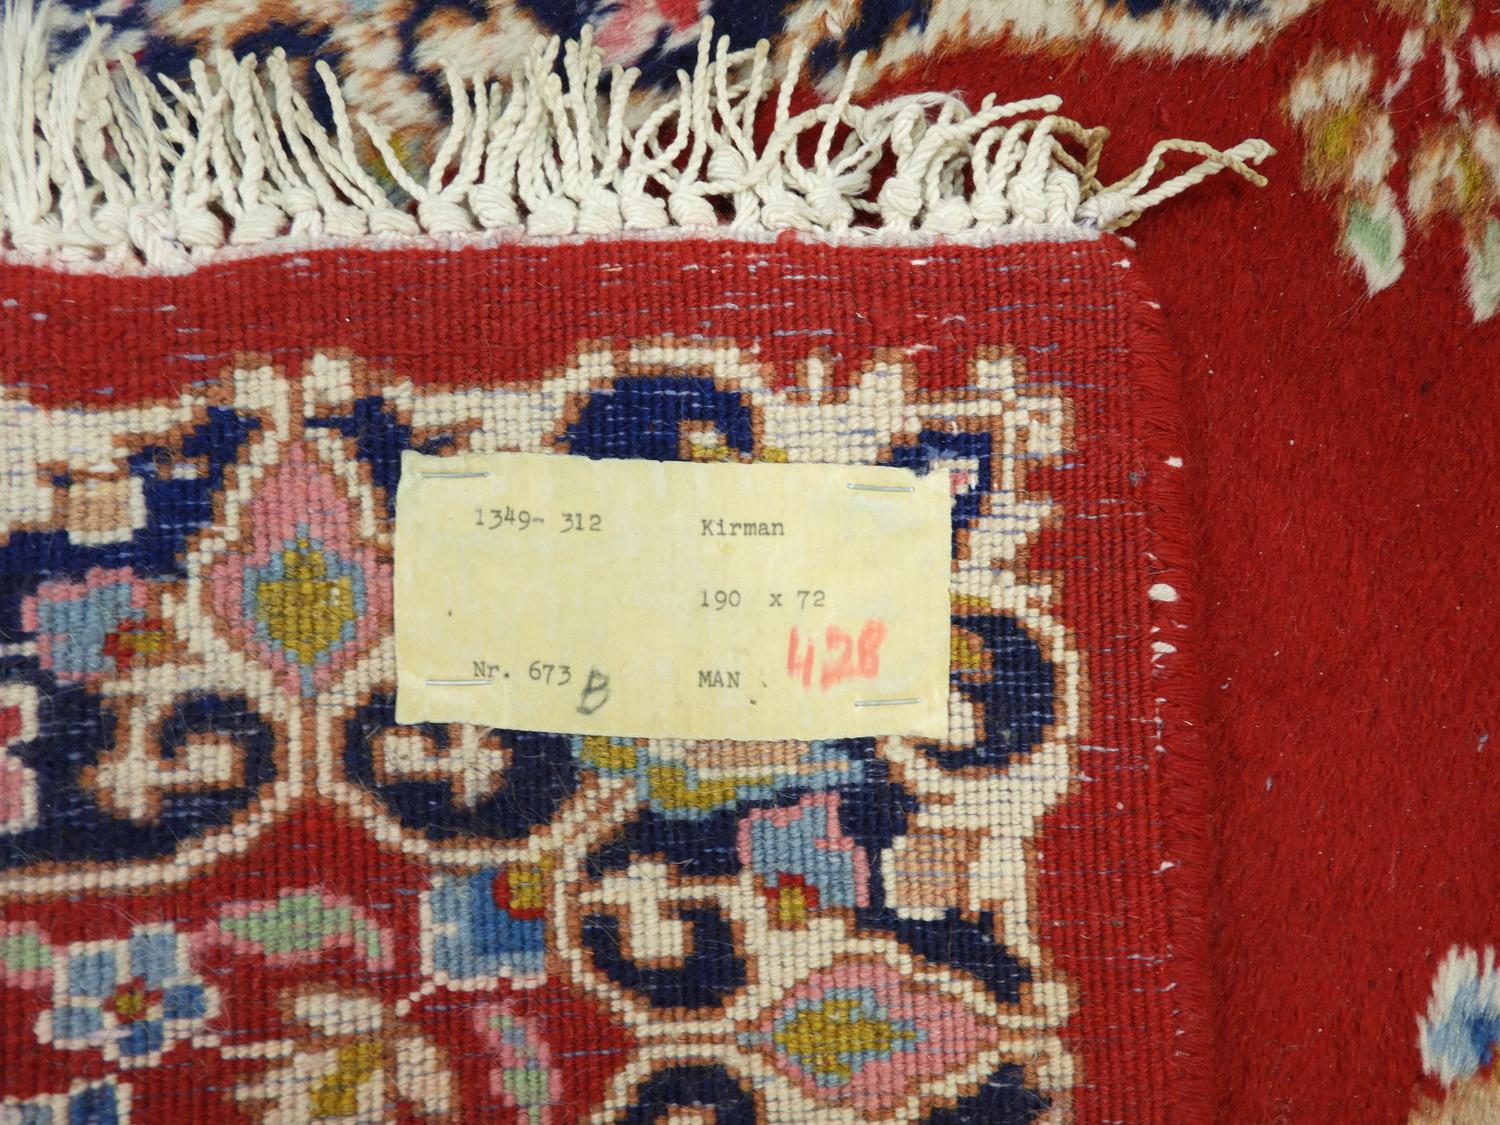 1349- 312 Kirman
190 x 72
428
Nr. 673 B MAN.